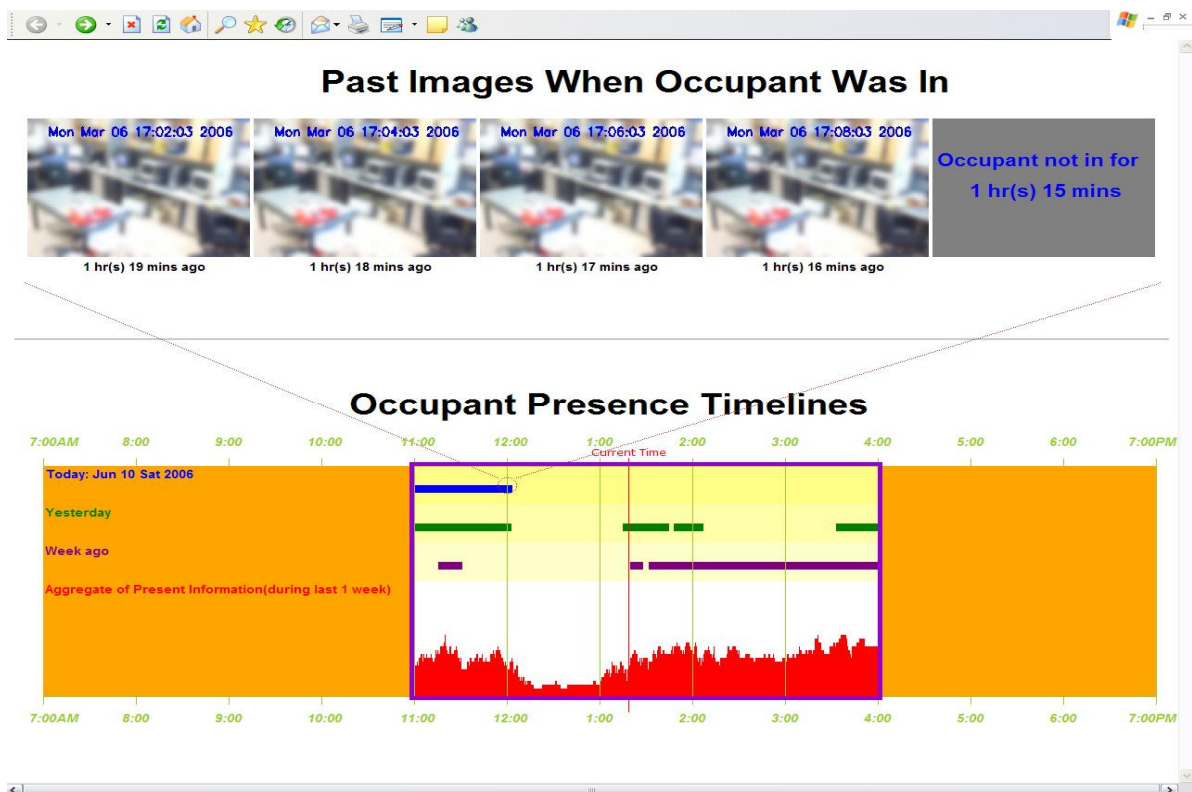 Past Images When Occupant Was In
Mon Mar 06 17:02:03 2006
Mon Mar 06 17:04:03 2006
Mon Mar 06 17:06:03 2006
Mon Mar 06 17:08:03 2006
Occupant not in for
1 hr(s) 15 mins
1 hr(s) 19 mins ago
1 hr(s) 18 mins ago
1 hr(s) 17 mins ago
1 hr(s) 16 mins ago
Occupant Presence Timelines
7:00AM 8:00 9:00 10:00 11:00 12:00 1:00 2:00 3:00 4:00 5:00 6:00 7:00PM
Current Time
Today: Jun 10 Sat 2006
Yesterday
Week ago
Aggregate of Present Information(during last 1 week)
7:00AM 8:00 9:00 10:00 11:00 12:00 1:00 2:00 3:00 4:00 5:00 6:00 7:00PM